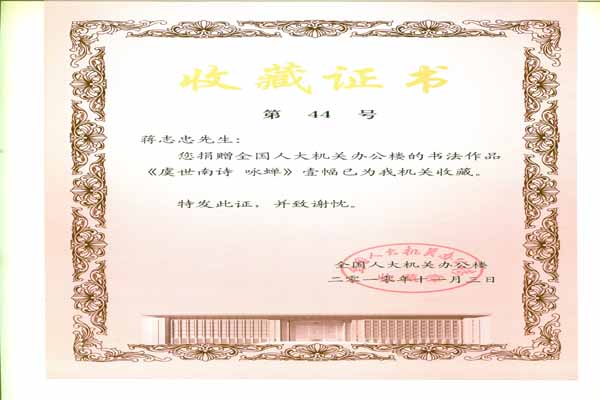 收藏证书
第 44 号
蒋志忠先生：
您捐赠全国人大机关办公楼的书法作品
《虞世南诗 咏蝉》壹幅已为我机关收藏。
特发此证，并致谢忱。
全国人大机关办公楼
二零一零年十一月三日